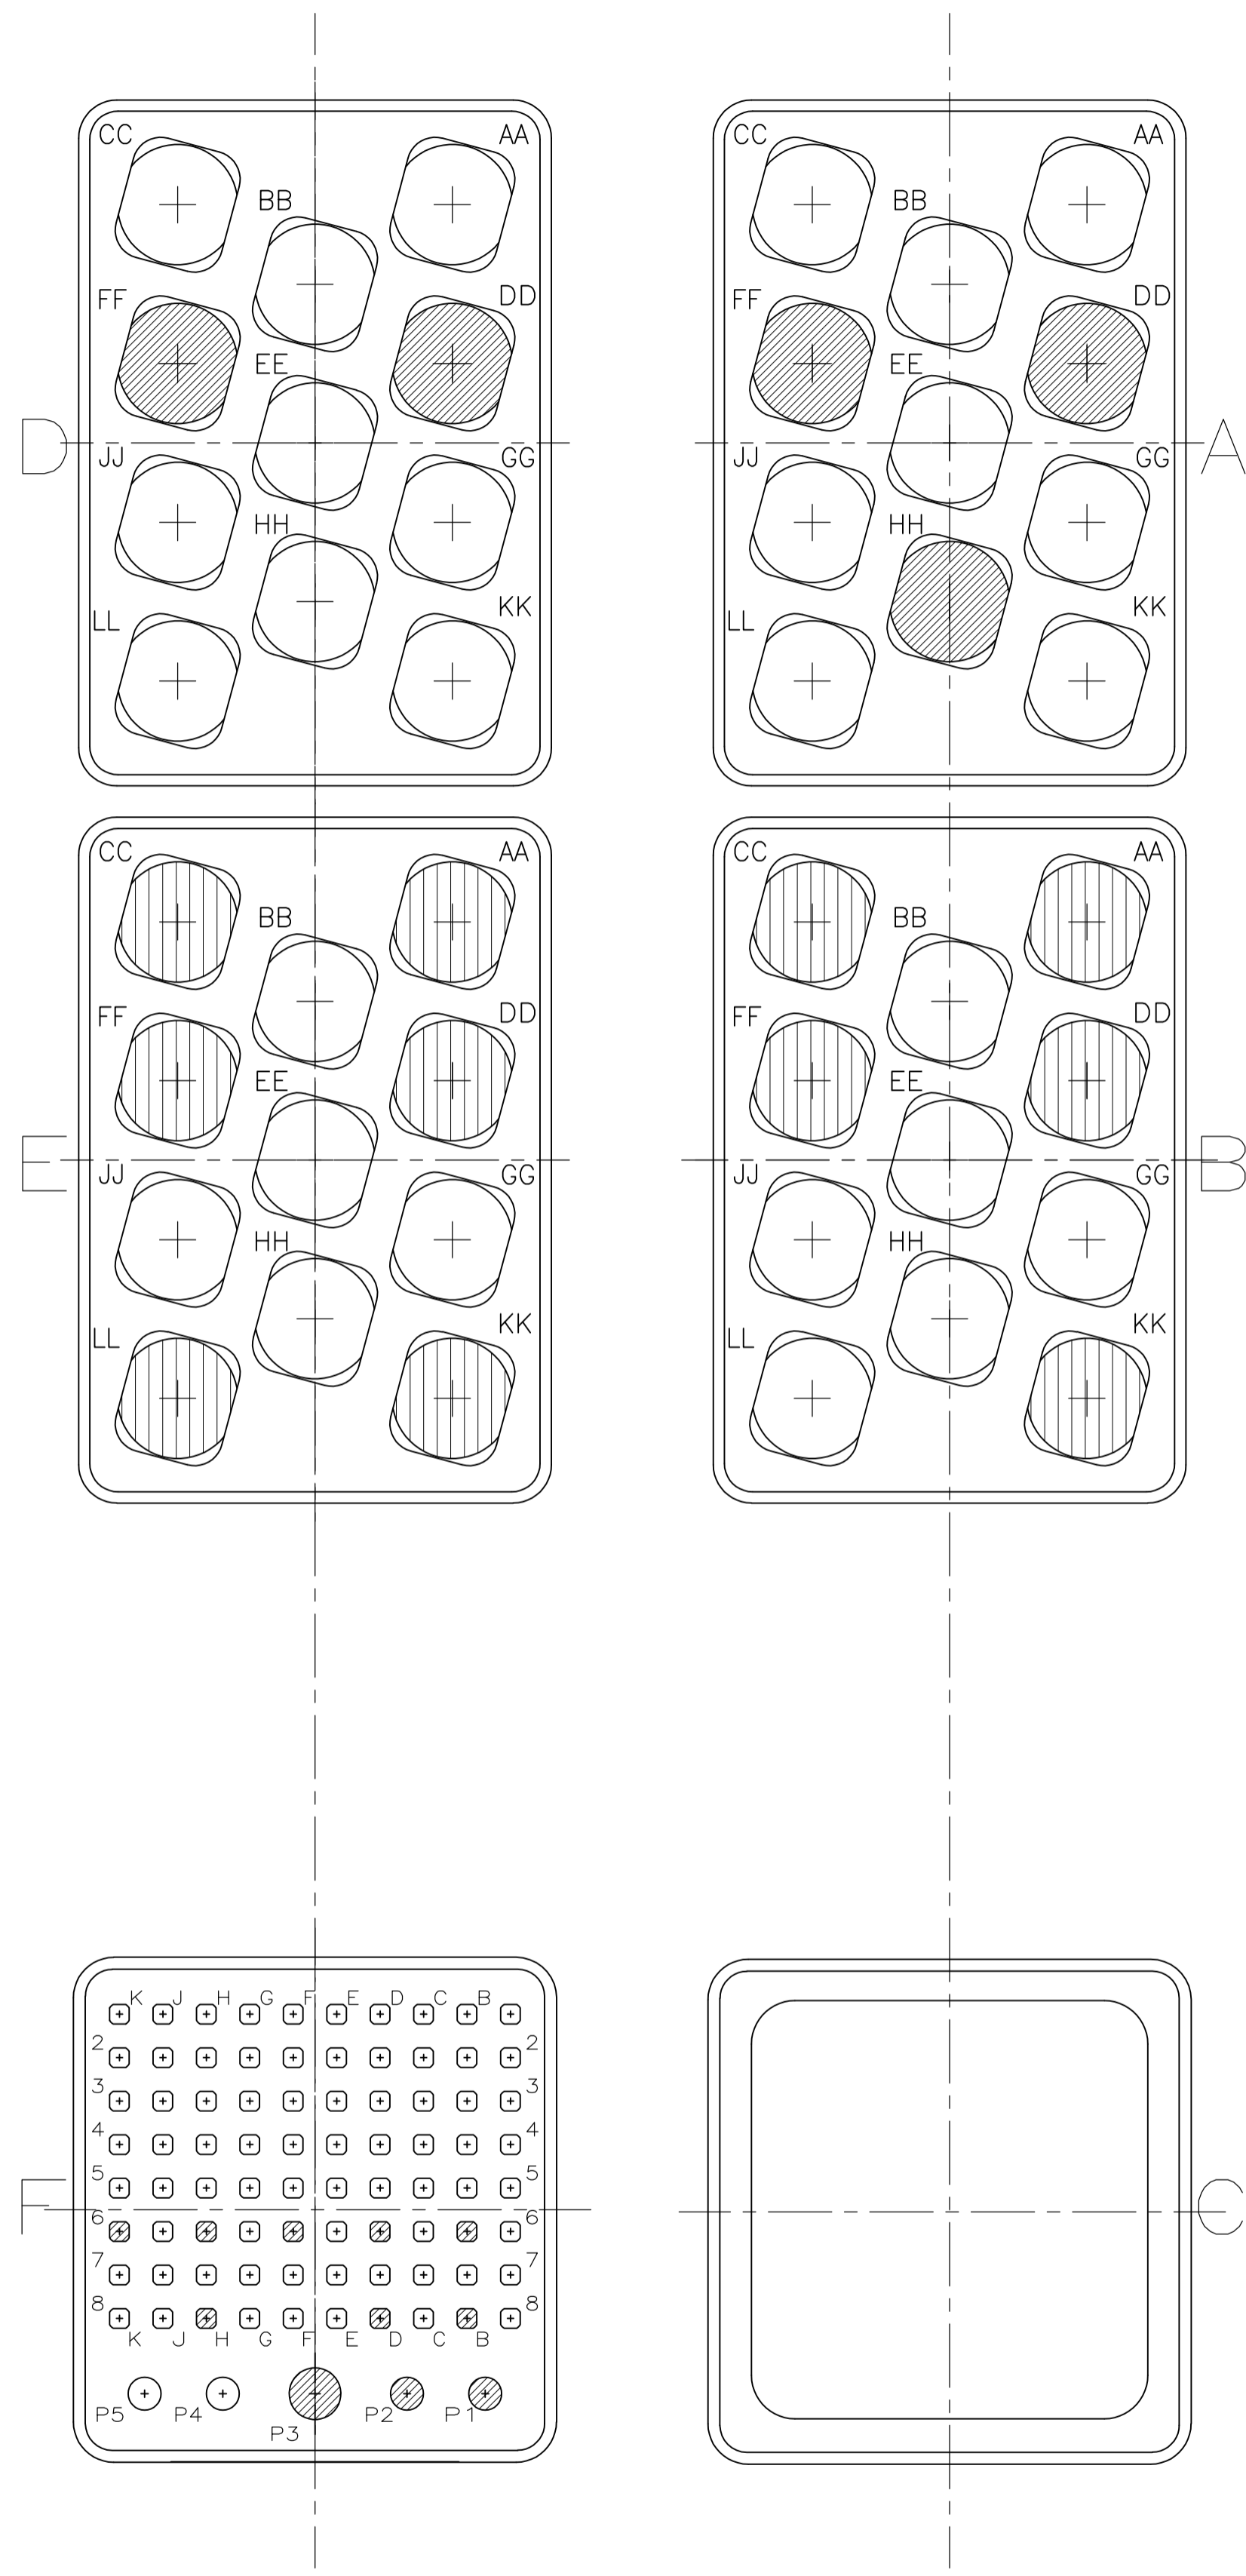 CC AA CC AA
BB BB
FF DD FF DD
EE EE
D A
JJ GG JJ GG
HH HH
LL KK LL KK
CC AA CC AA
BB BB
FF DD FF DD
EE EE
E B
JJ GG JJ GG
HH HH
LL KK LL KK
K J H G F E D C B
2 2
3 3
4 4
5 5
F C
6 6
7 7
8 8
K J H G F E D C B
P5 P4 P3 P2 P1